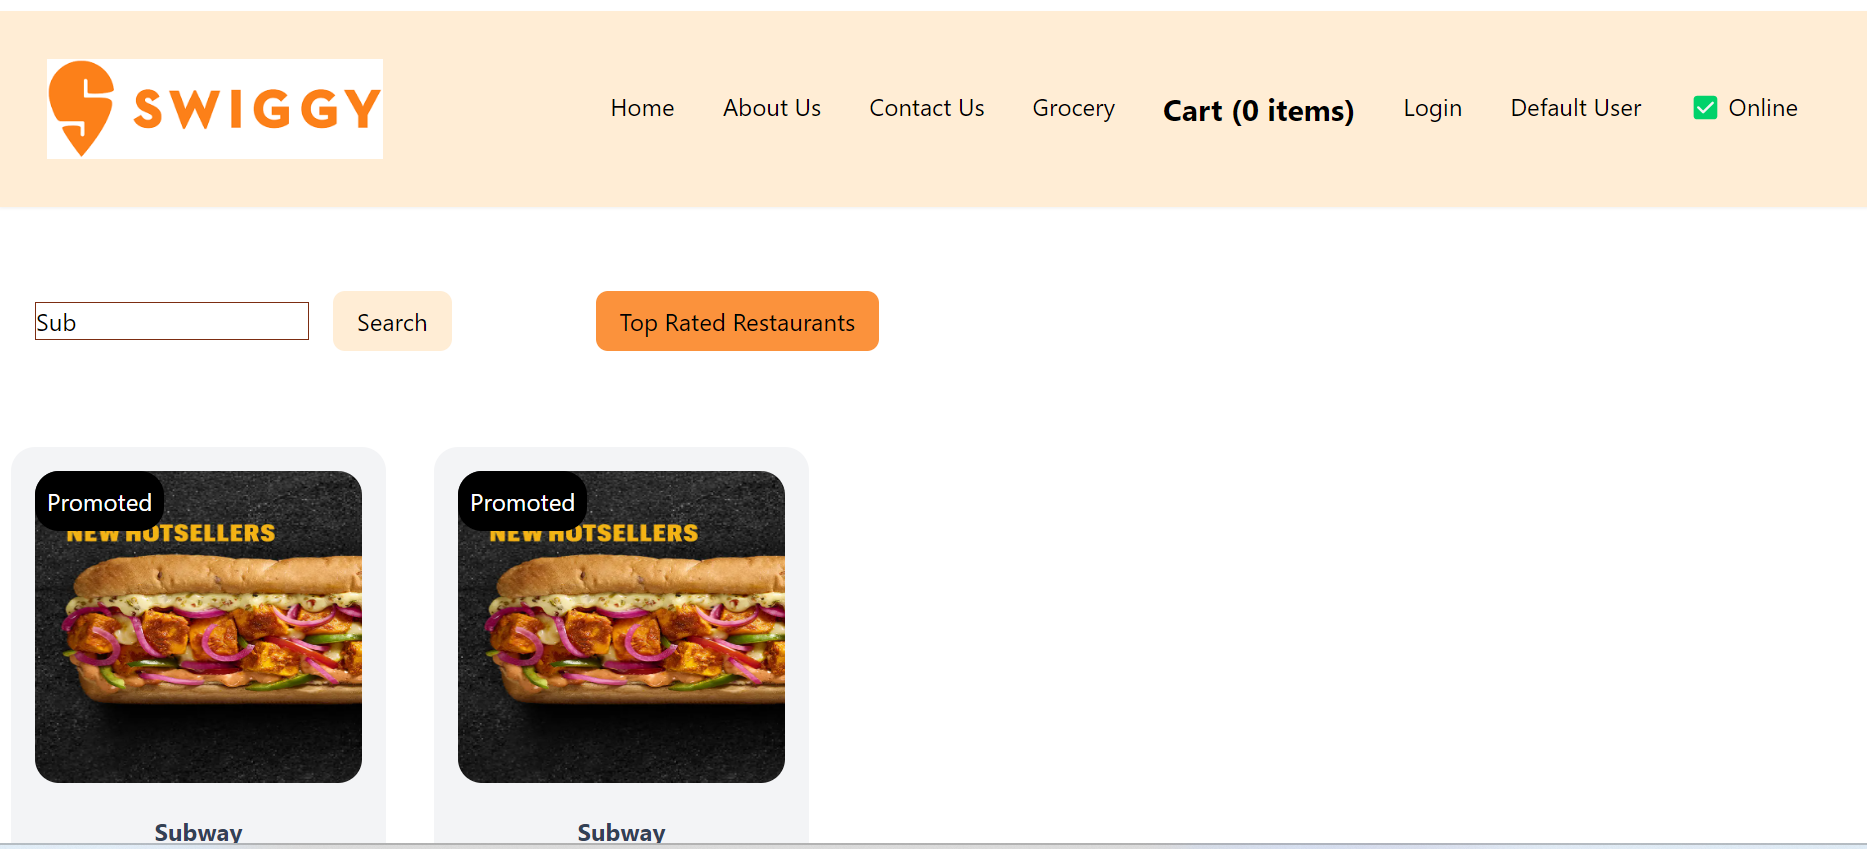 SWIGGY
Home About Us Contact Us Grocery Cart (0 items) Login Default User ✅ Online
Sub Search Top Rated Restaurants
Promoted Promoted
NEW HOTSELLERS NEW HOTSELLERS
Subway Subway